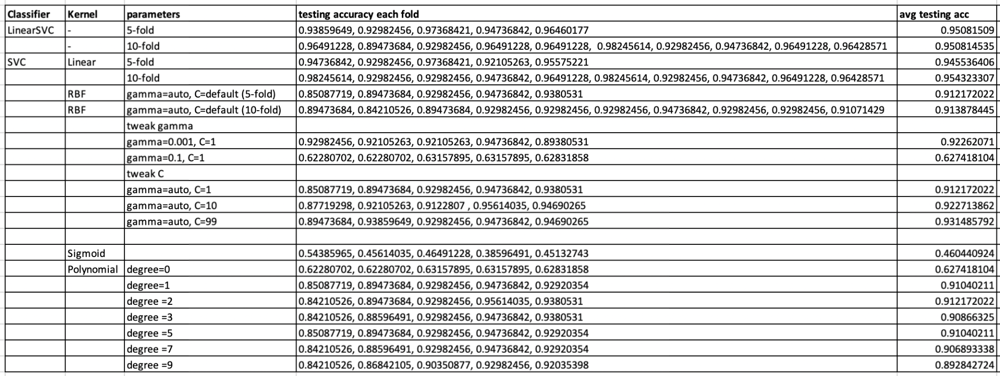 Classifier Kernel parameters testing accuracy each fold avg testing acc
LinearSVC - 5-fold 0.93859649, 0.92982456, 0.97368421, 0.94736842, 0.96460177 0.95081509
- 10-fold 0.96491228, 0.89473684, 0.92982456, 0.96491228, 0.96491228, 0.98245614, 0.92982456, 0.94736842, 0.96491228, 0.96428571 0.950814535
SVC Linear 5-fold 0.94736842, 0.92982456, 0.97368421, 0.92105263, 0.95575221 0.945536406
10-fold 0.98245614, 0.92982456, 0.92982456, 0.94736842, 0.96491228, 0.98245614, 0.92982456, 0.94736842, 0.96491228, 0.96428571 0.954323307
RBF gamma=auto, C=default (5-fold) 0.85087719, 0.89473684, 0.92982456, 0.94736842, 0.9380531 0.912172022
RBF gamma=auto, C=default (10-fold) 0.89473684, 0.84210526, 0.89473684, 0.92982456, 0.92982456, 0.92982456, 0.94736842, 0.92982456, 0.92982456, 0.91071429 0.913878445
tweak gamma
gamma=0.001, C=1 0.92982456, 0.92105263, 0.92105263, 0.94736842, 0.89380531 0.92262071
gamma=0.1, C=1 0.62280702, 0.62280702, 0.63157895, 0.63157895, 0.62831858 0.627418104
tweak C
gamma=auto, C=1 0.85087719, 0.89473684, 0.92982456, 0.94736842, 0.9380531 0.912172022
gamma=auto, C=10 0.87719298, 0.92105263, 0.9122807 , 0.95614035, 0.94690265 0.922713862
gamma=auto, C=99 0.89473684, 0.93859649, 0.92982456, 0.94736842, 0.94690265 0.931485792
Sigmoid 0.54385965, 0.45614035, 0.46491228, 0.38596491, 0.45132743 0.460440924
Polynomial degree=0 0.62280702, 0.62280702, 0.63157895, 0.63157895, 0.62831858 0.627418104
degree=1 0.85087719, 0.89473684, 0.92982456, 0.94736842, 0.92920354 0.91040211
degree =2 0.84210526, 0.89473684, 0.92982456, 0.95614035, 0.9380531 0.912172022
degree =3 0.84210526, 0.88596491, 0.92982456, 0.94736842, 0.9380531 0.90866325
degree =5 0.85087719, 0.89473684, 0.92982456, 0.94736842, 0.92920354 0.91040211
degree =7 0.84210526, 0.88596491, 0.92982456, 0.94736842, 0.92920354 0.906893338
degree =9 0.84210526, 0.86842105, 0.90350877, 0.92982456, 0.92035398 0.892842724